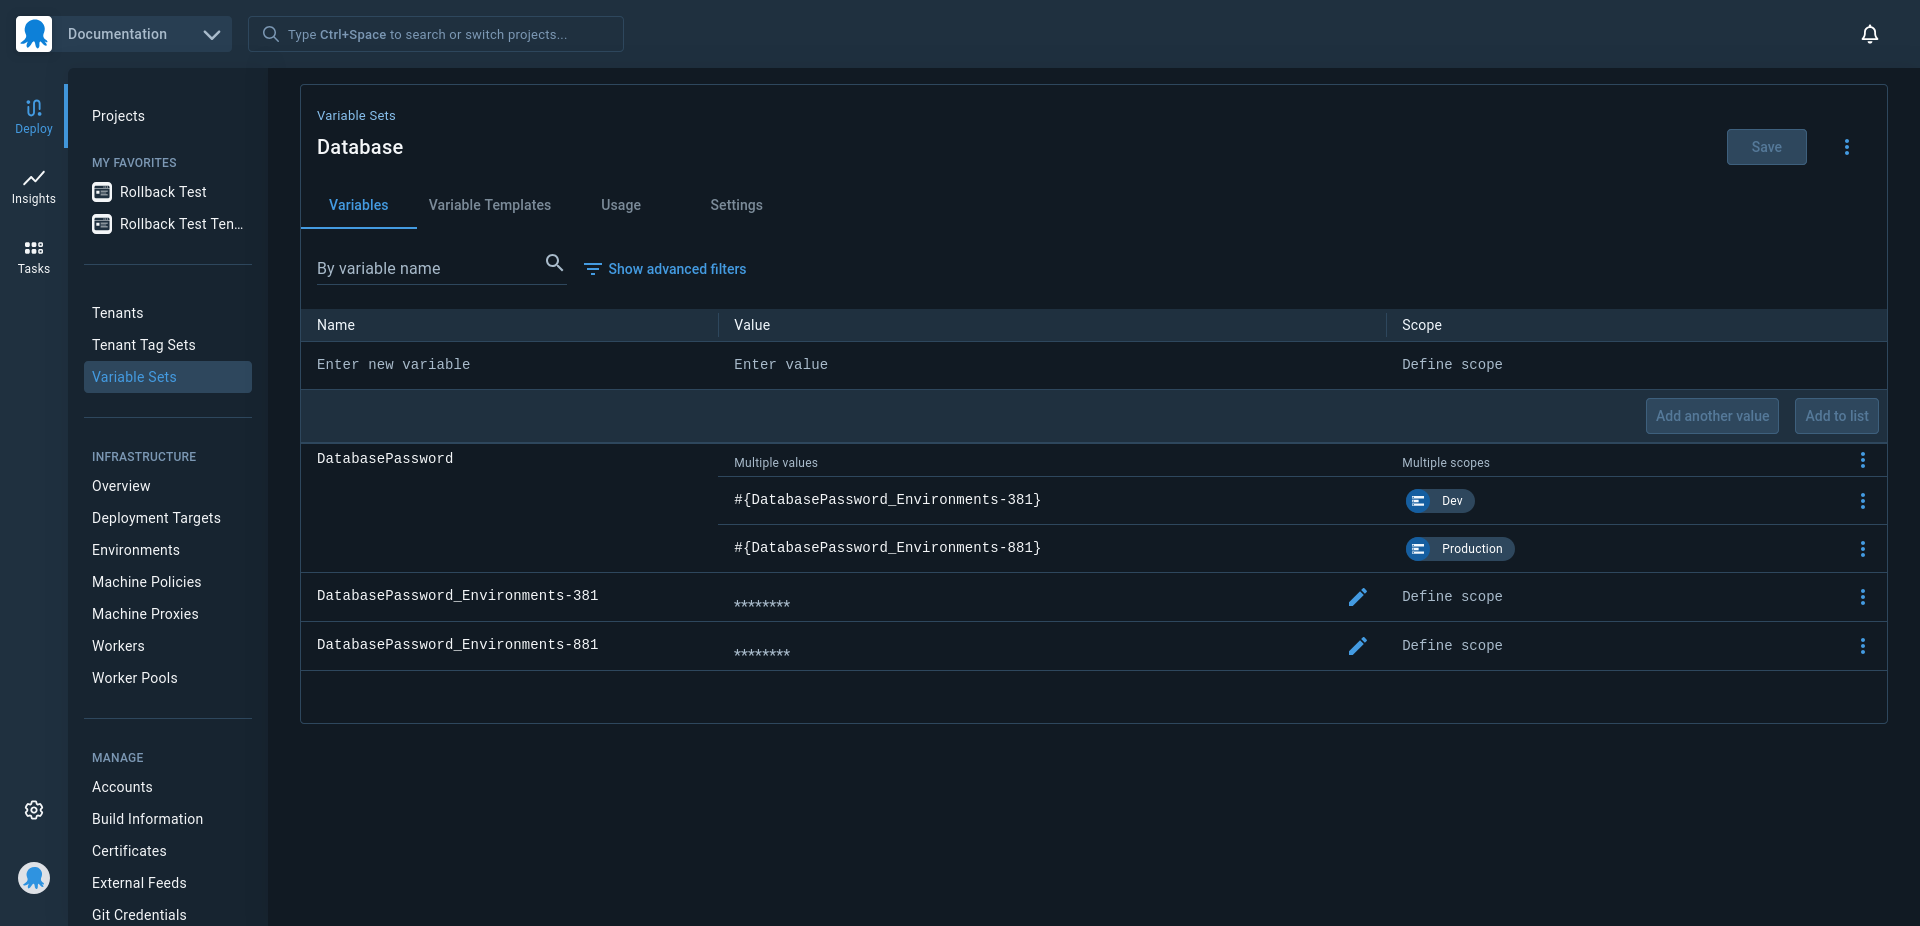 Documentation
Type Ctrl+Space to search or switch projects...
Deploy
Insights
Tasks
Projects
MY FAVORITES
Rollback Test
Rollback Test Ten...
Tenants
Tenant Tag Sets
Variable Sets
INFRASTRUCTURE
Overview
Deployment Targets
Environments
Machine Policies
Machine Proxies
Workers
Worker Pools
MANAGE
Accounts
Build Information
Certificates
External Feeds
Git Credentials
Variable Sets
Database
Save
Variables Variable Templates Usage Settings
By variable name
Show advanced filters
Name Value Scope
Enter new variable Enter value Define scope
Add another value Add to list
DatabasePassword Multiple values Multiple scopes
#{DatabasePassword_Environments-381} Dev
#{DatabasePassword_Environments-881} Production
DatabasePassword_Environments-381 ******** Define scope
DatabasePassword_Environments-881 ******** Define scope